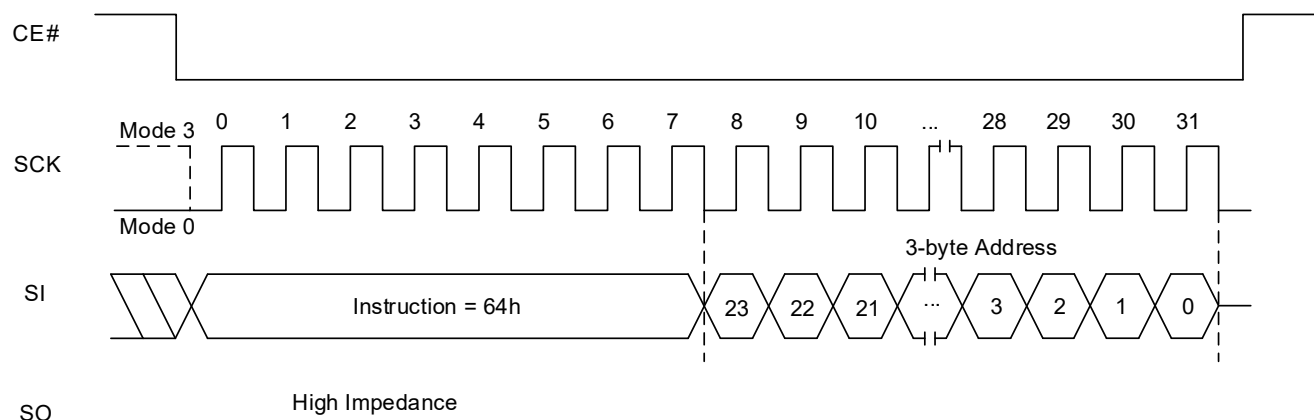 CE#
Mode 3
0 1 2 3 4 5 6 7 8 9 10 ... 28 29 30 31
SCK
Mode 0
3-byte Address
SI
Instruction = 64h
23 22 21 ... 3 2 1 0
High Impedance
SO